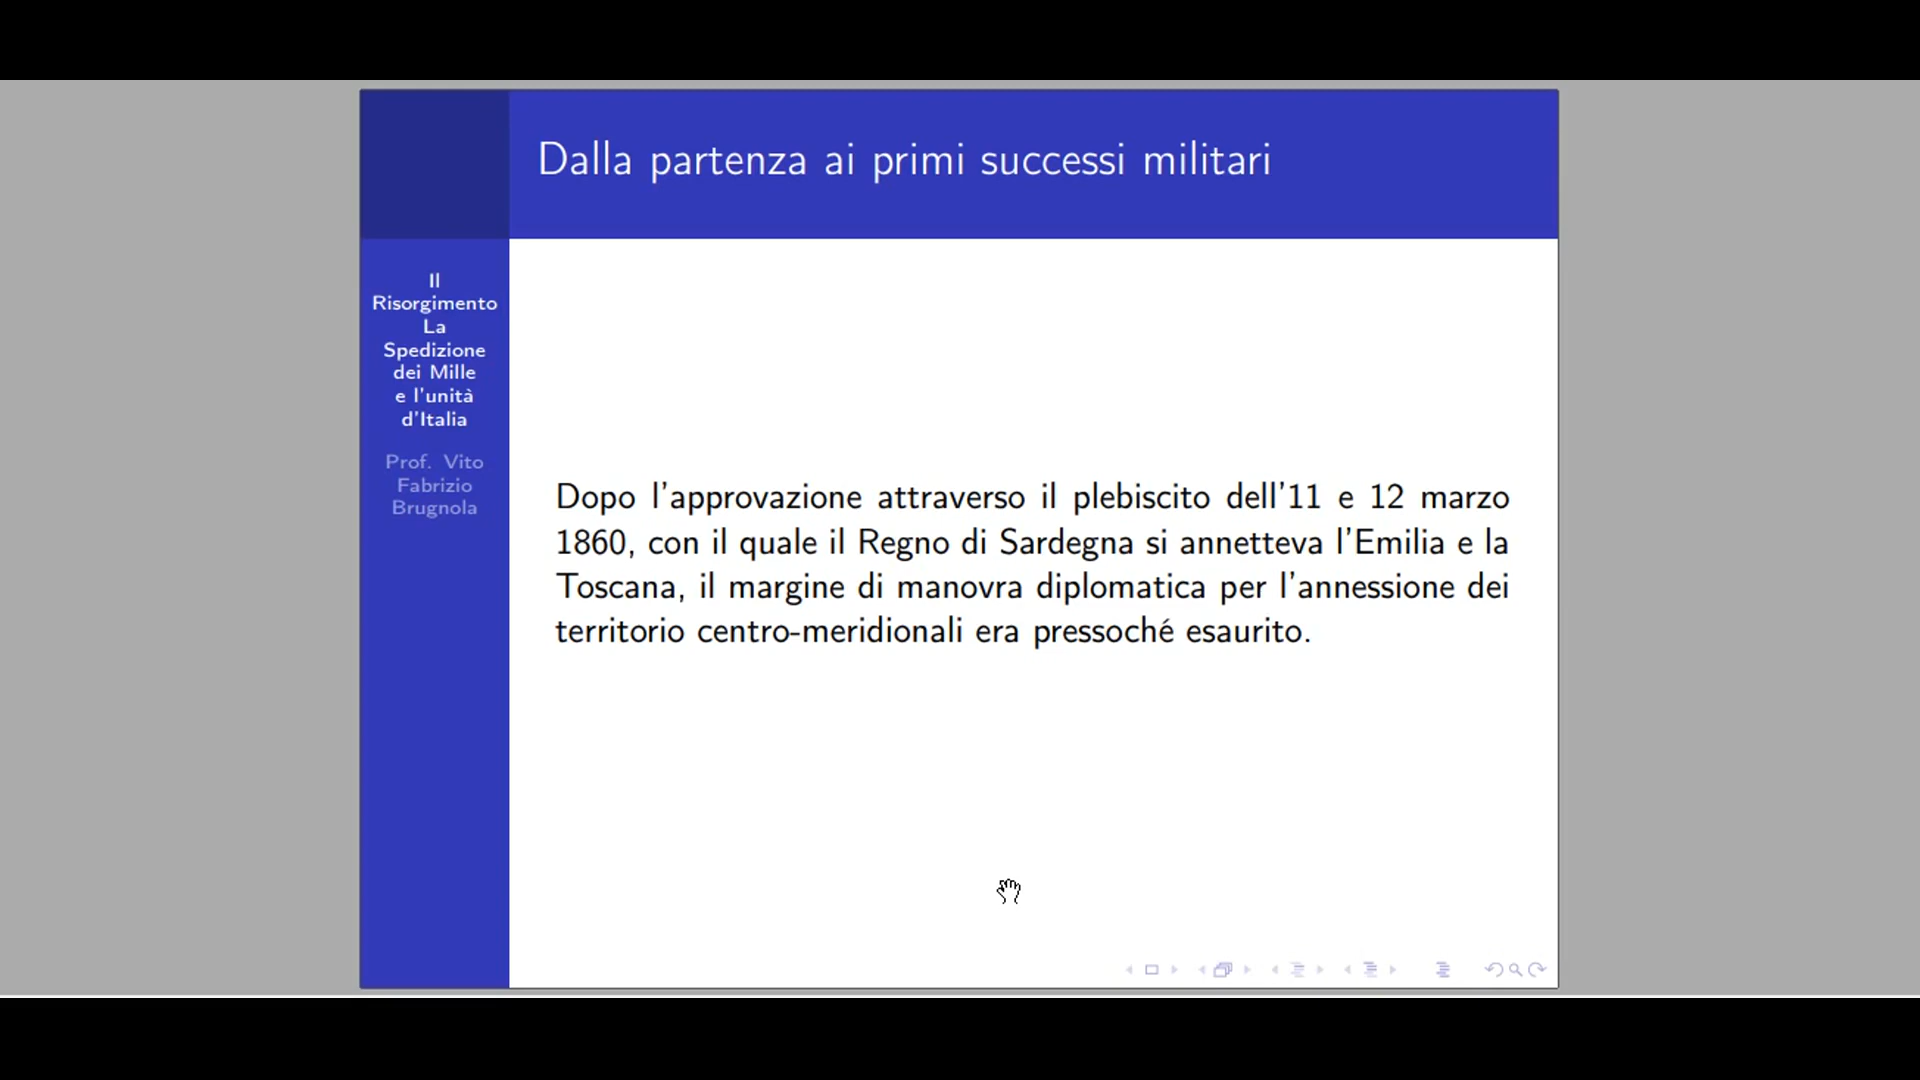 Dalla partenza ai primi successi militari
Il
Risorgimento
La
Spedizione
dei Mille
e l'unità
d'Italia
Prof. Vito
Fabrizio
Brugnola
Dopo l'approvazione attraverso il plebiscito dell'11 e 12 marzo
1860, con il quale il Regno di Sardegna si annetteva l'Emilia e la
Toscana, il margine di manovra diplomatica per l'annessione dei
territorio centro-meridionali era pressoché esaurito.